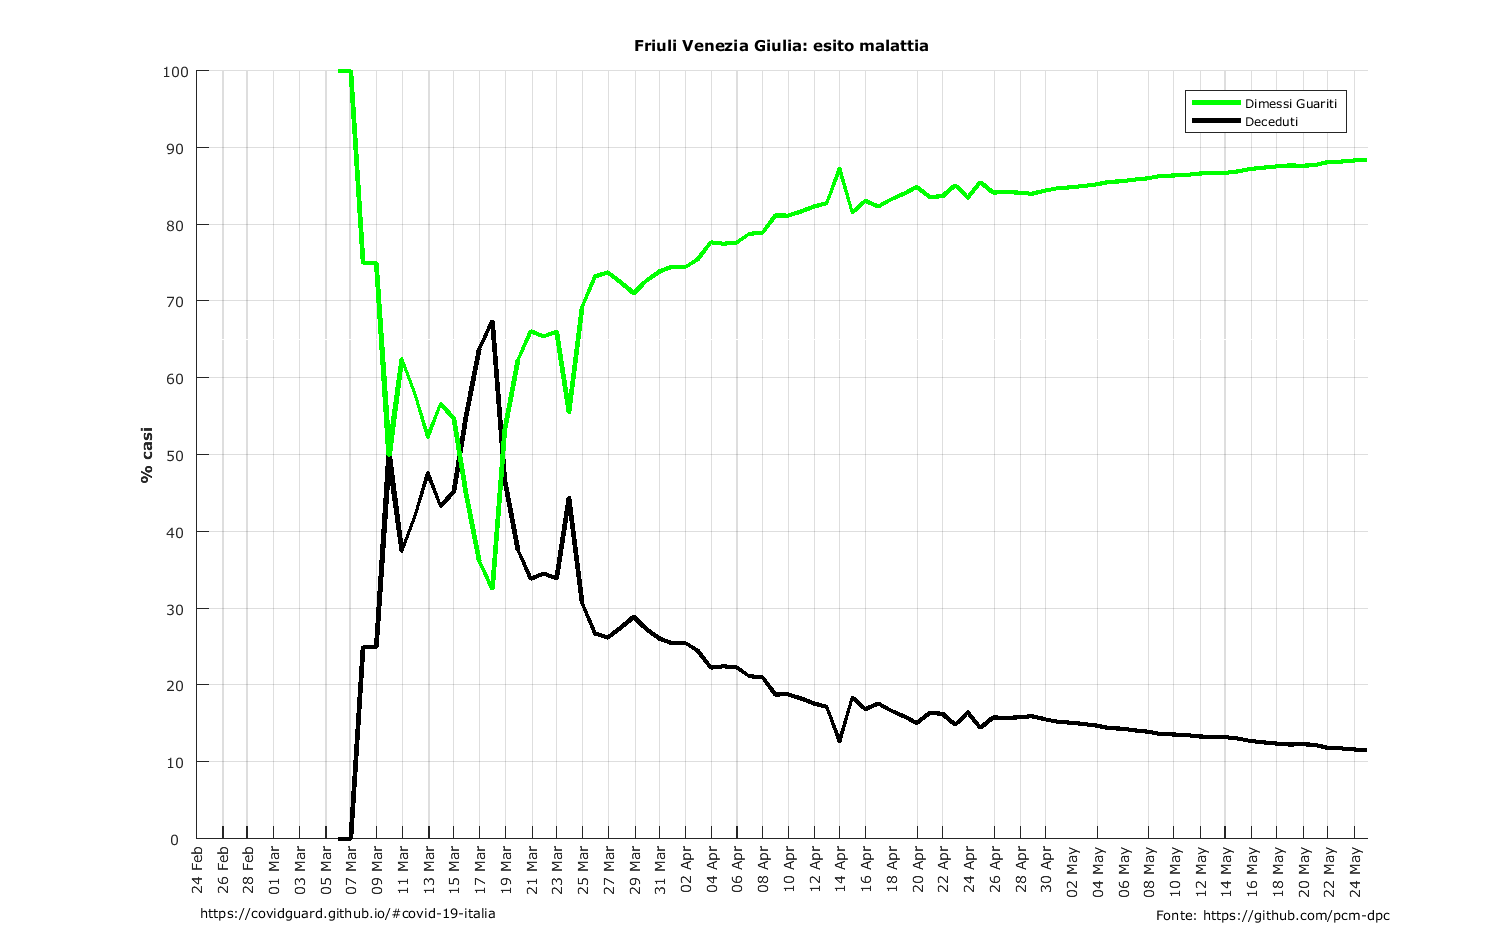 Friuli Venezia Giulia: esito malattia
Dimessi Guariti
Deceduti
% casi
100
90
80
70
60
50
40
30
20
10
0
24 Feb
26 Feb
28 Feb
01 Mar
03 Mar
05 Mar
07 Mar
09 Mar
11 Mar
13 Mar
15 Mar
17 Mar
19 Mar
21 Mar
23 Mar
25 Mar
27 Mar
29 Mar
31 Mar
02 Apr
04 Apr
06 Apr
08 Apr
10 Apr
12 Apr
14 Apr
16 Apr
18 Apr
20 Apr
22 Apr
24 Apr
26 Apr
28 Apr
30 Apr
02 May
04 May
06 May
08 May
10 May
12 May
14 May
16 May
18 May
20 May
22 May
24 May
https://covidguard.github.io/#covid-19-italia
Fonte: https://github.com/pcm-dpc